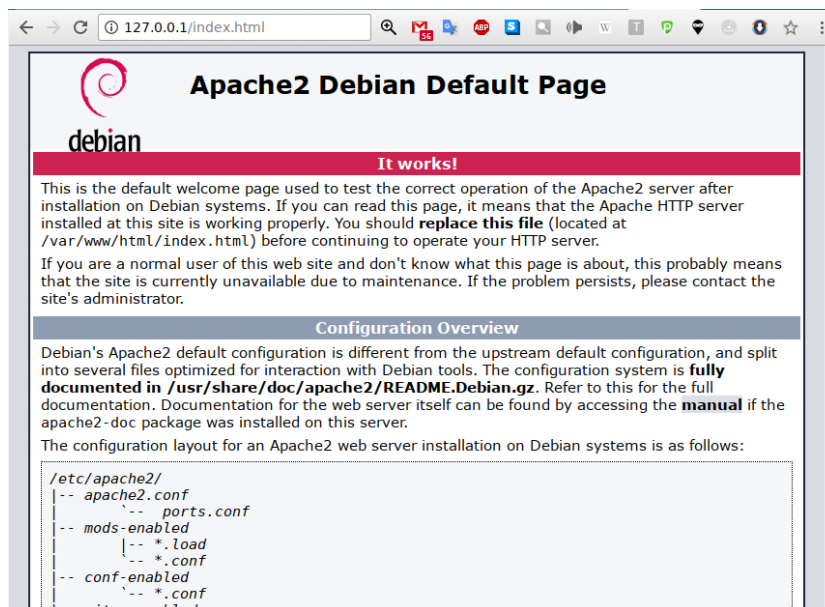 127.0.0.1/index.html
56
ABP
S
W
T
debian
Apache2 Debian Default Page
It works!
This is the default welcome page used to test the correct operation of the Apache2 server after
installation on Debian systems. If you can read this page, it means that the Apache HTTP server
installed at this site is working properly. You should replace this file (located at
/var/www/html/index.html) before continuing to operate your HTTP server.
If you are a normal user of this web site and don't know what this page is about, this probably means
that the site is currently unavailable due to maintenance. If the problem persists, please contact the
site's administrator.
Configuration Overview
Debian's Apache2 default configuration is different from the upstream default configuration, and split
into several files optimized for interaction with Debian tools. The configuration system is fully
documented in /usr/share/doc/apache2/README.Debian.gz. Refer to this for the full
documentation. Documentation for the web server itself can be found by accessing the manual if the
apache2-doc package was installed on this server.
The configuration layout for an Apache2 web server installation on Debian systems is as follows:
/etc/apache2/
|-- apache2.conf
|       `--  ports.conf
|-- mods-enabled
|       |-- *.load
|       `-- *.conf
|-- conf-enabled
|       `-- *.conf